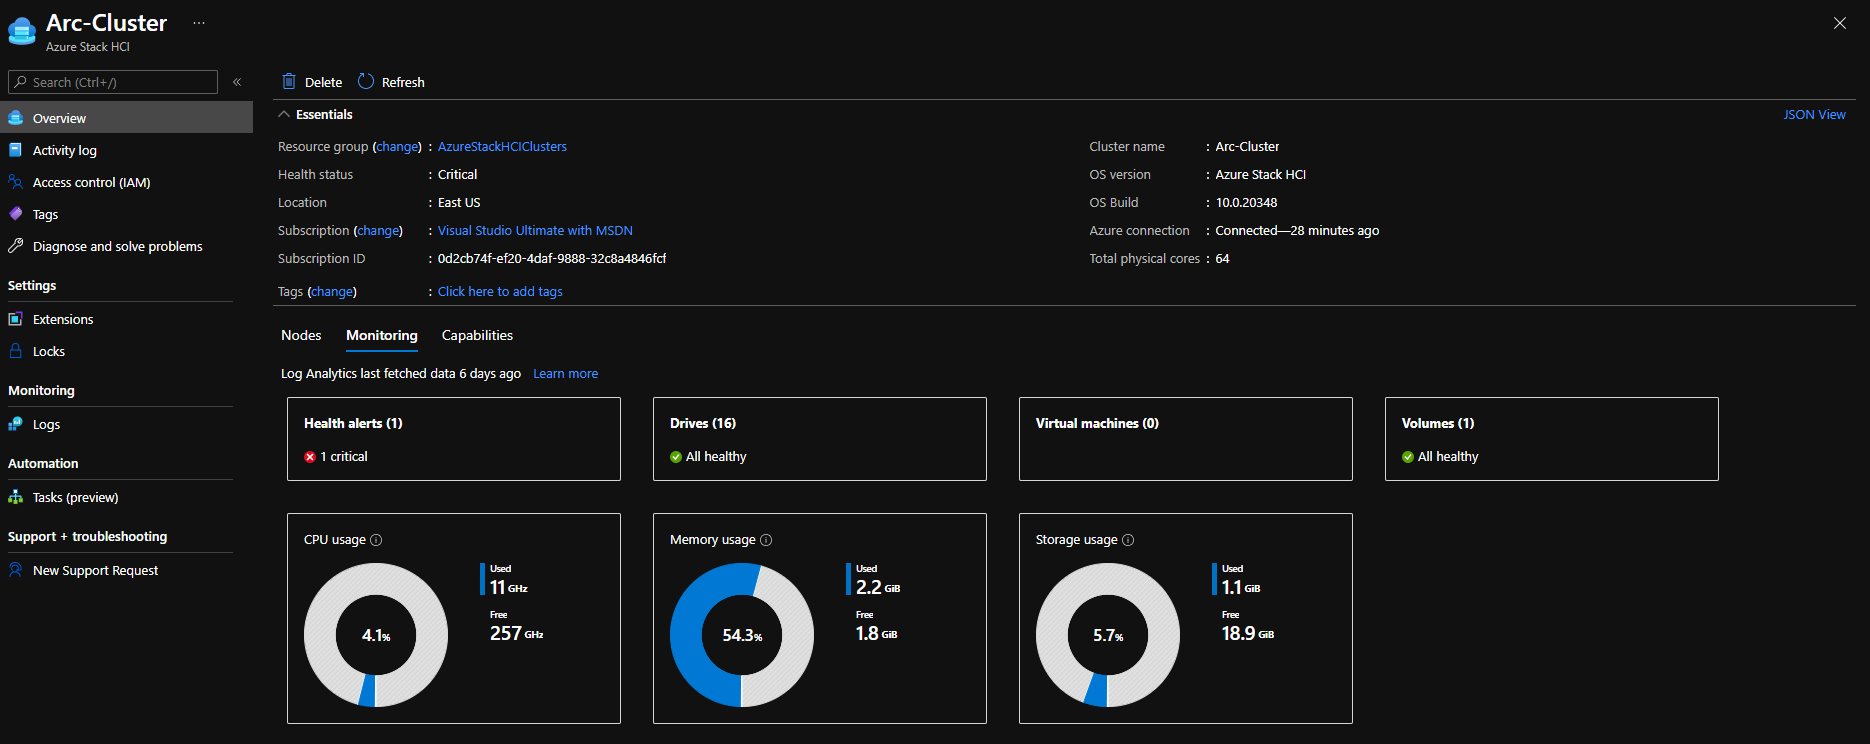 Arc-Cluster
...
Azure Stack HCI
Search (Ctrl+/)
«
Overview
Activity log
Access control (IAM)
Tags
Diagnose and solve problems
Settings
Extensions
Locks
Monitoring
Logs
Automation
Tasks (preview)
Support + troubleshooting
New Support Request
Delete
Refresh
Essentials
JSON View
Resource group (change) : AzureStackHCIClusters
Health status : Critical
Location : East US
Subscription (change) : Visual Studio Ultimate with MSDN
Subscription ID : 0d2cb74f-ef20-4daf-9888-32c8a4846fcf
Tags (change) : Click here to add tags
Cluster name : Arc-Cluster
OS version : Azure Stack HCI
OS Build : 10.0.20348
Azure connection : Connected—28 minutes ago
Total physical cores : 64
Nodes
Monitoring
Capabilities
Log Analytics last fetched data 6 days ago Learn more
Health alerts (1)
1 critical
Drives (16)
All healthy
Virtual machines (0)
Volumes (1)
All healthy
CPU usage
4.1%
Used
11 GHz
Free
257 GHz
Memory usage
54.3%
Used
2.2 GiB
Free
1.8 GiB
Storage usage
5.7%
Used
1.1 GiB
Free
18.9 GiB